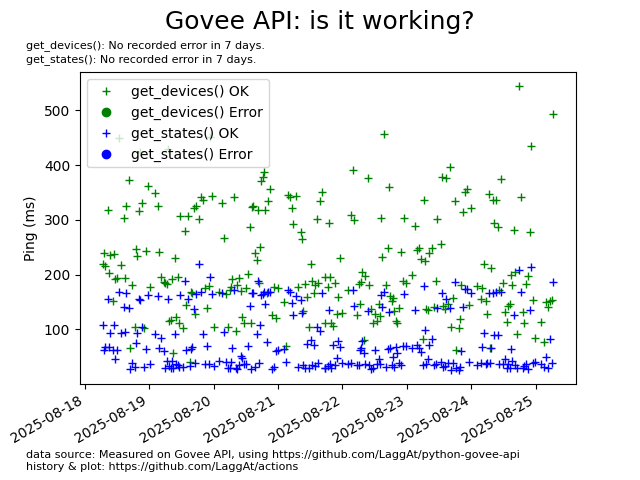 Govee API: is it working?
get_devices(): No recorded error in 7 days.
get_states(): No recorded error in 7 days.
get_devices() OK
get_devices() Error
get_states() OK
get_states() Error
Ping (ms)
500
400
300
200
100
2025-08-18
2025-08-19
2025-08-20
2025-08-21
2025-08-22
2025-08-23
2025-08-24
2025-08-25
data source: Measured on Govee API, using https://github.com/LaggAt/python-govee-api
history & plot: https://github.com/LaggAt/actions